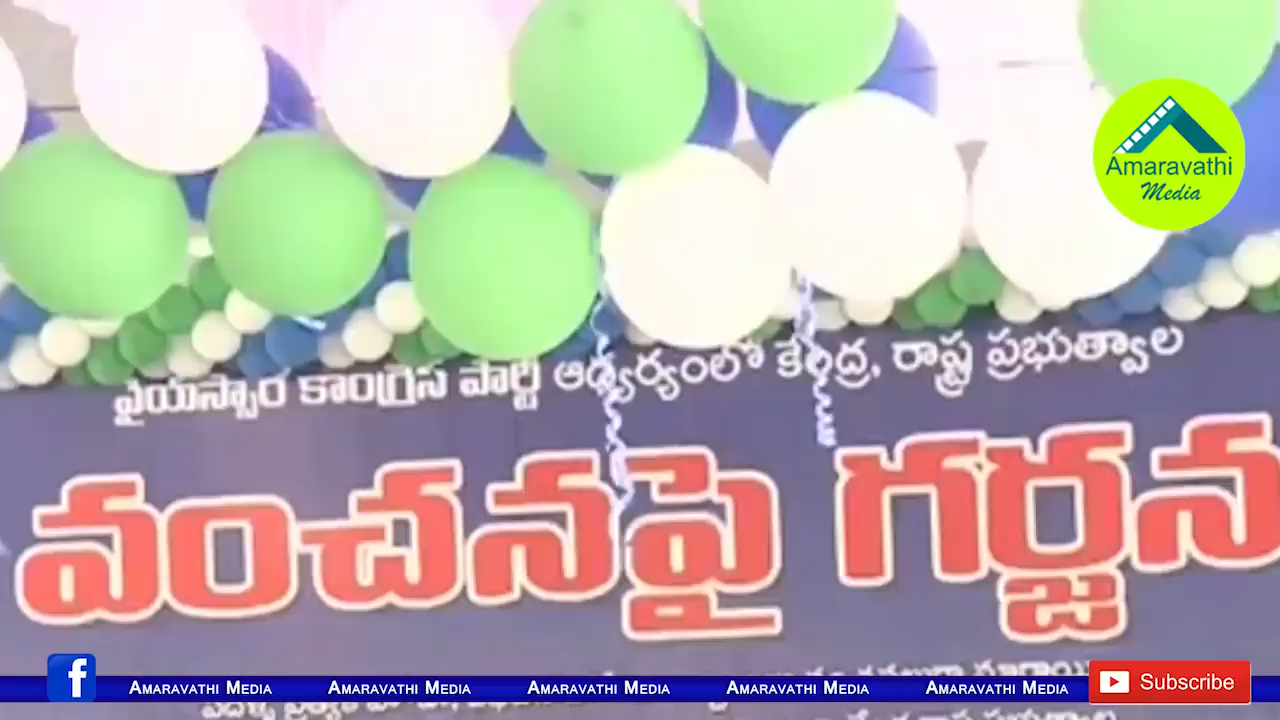 Amaravathi
Media
వైయస్సార్ కాంగ్రెస్ పార్టీ ఆధ్వర్యంలో కేంద్ర, రాష్ట్ర ప్రభుత్వాల
వంచనపై గర్జన
f AMARAVATHI MEDIA AMARAVATHI MEDIA AMARAVATHI MEDIA AMARAVATHI MEDIA AMARAVATHI MEDIA Subscribe